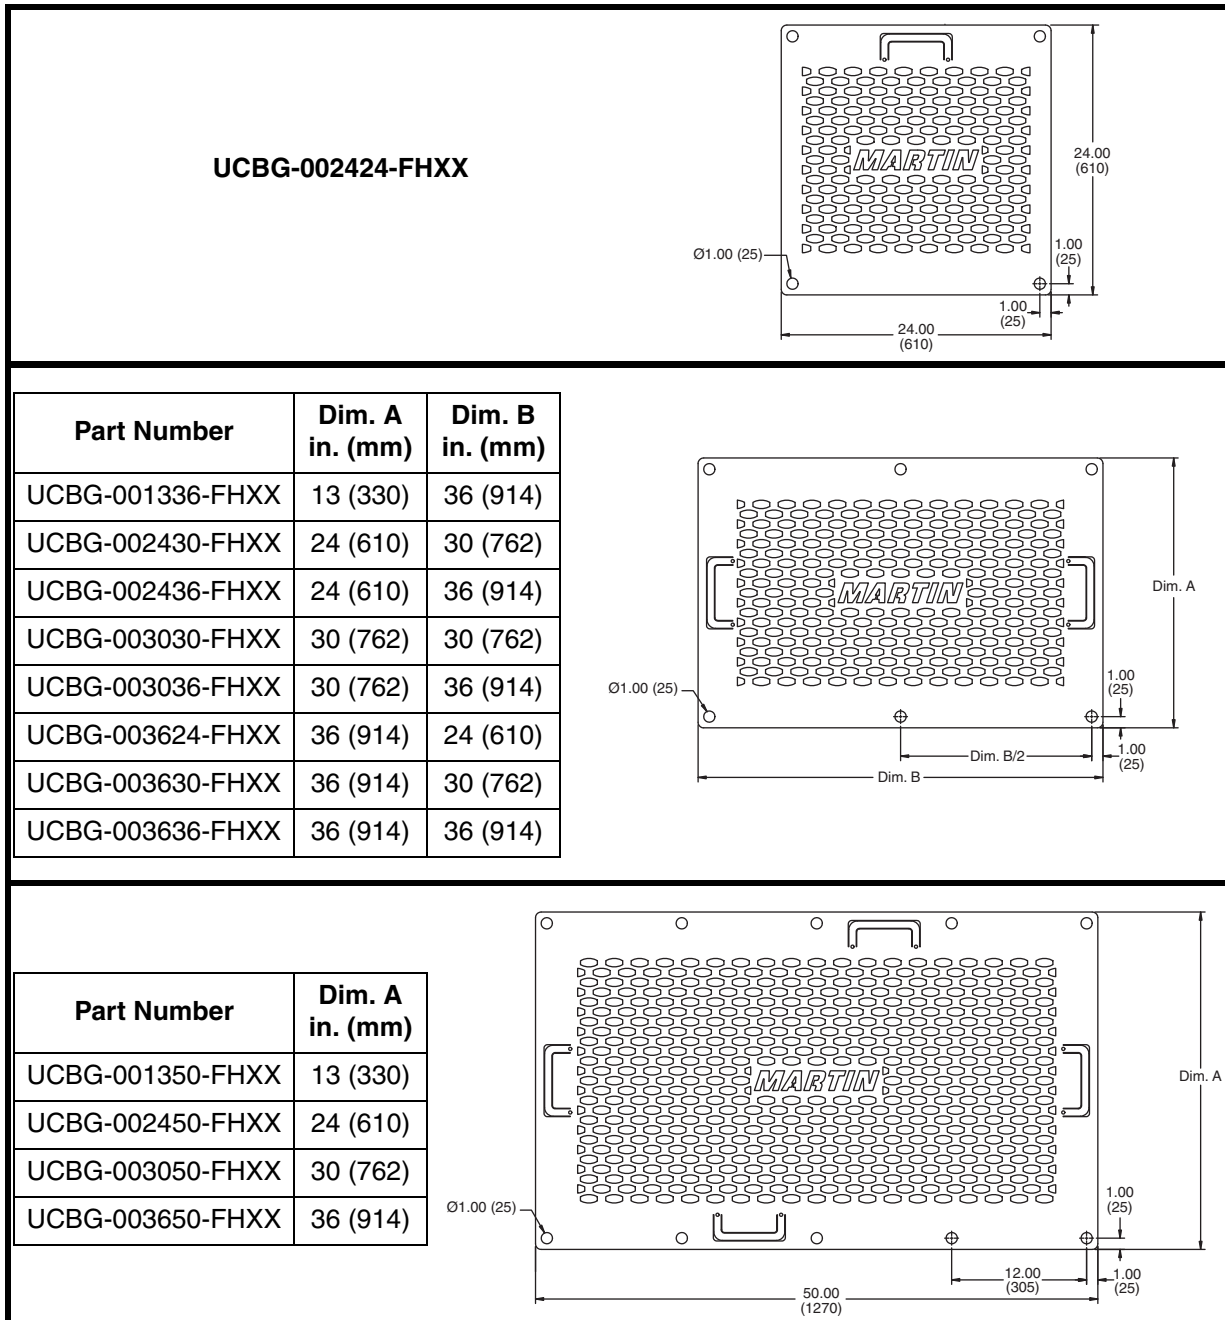 UCBG-002424-FHXX
MARTIN
24.00
(610)
Ø1.00 (25)
1.00
(25)
1.00
(25)
24.00
(610)
Part Number Dim. A in. (mm) Dim. B in. (mm)
UCBG-001336-FHXX 13 (330) 36 (914)
UCBG-002430-FHXX 24 (610) 30 (762)
UCBG-002436-FHXX 24 (610) 36 (914)
UCBG-003030-FHXX 30 (762) 30 (762)
UCBG-003036-FHXX 30 (762) 36 (914)
UCBG-003624-FHXX 36 (914) 24 (610)
UCBG-003630-FHXX 36 (914) 30 (762)
UCBG-003636-FHXX 36 (914) 36 (914)
MARTIN
Dim. A
Ø1.00 (25)
1.00
(25)
Dim. B/2
1.00
(25)
Dim. B
Part Number Dim. A in. (mm)
UCBG-001350-FHXX 13 (330)
UCBG-002450-FHXX 24 (610)
UCBG-003050-FHXX 30 (762)
UCBG-003650-FHXX 36 (914)
MARTIN
Dim. A
Ø1.00 (25)
1.00
(25)
12.00
(305)
1.00
(25)
50.00
(1270)